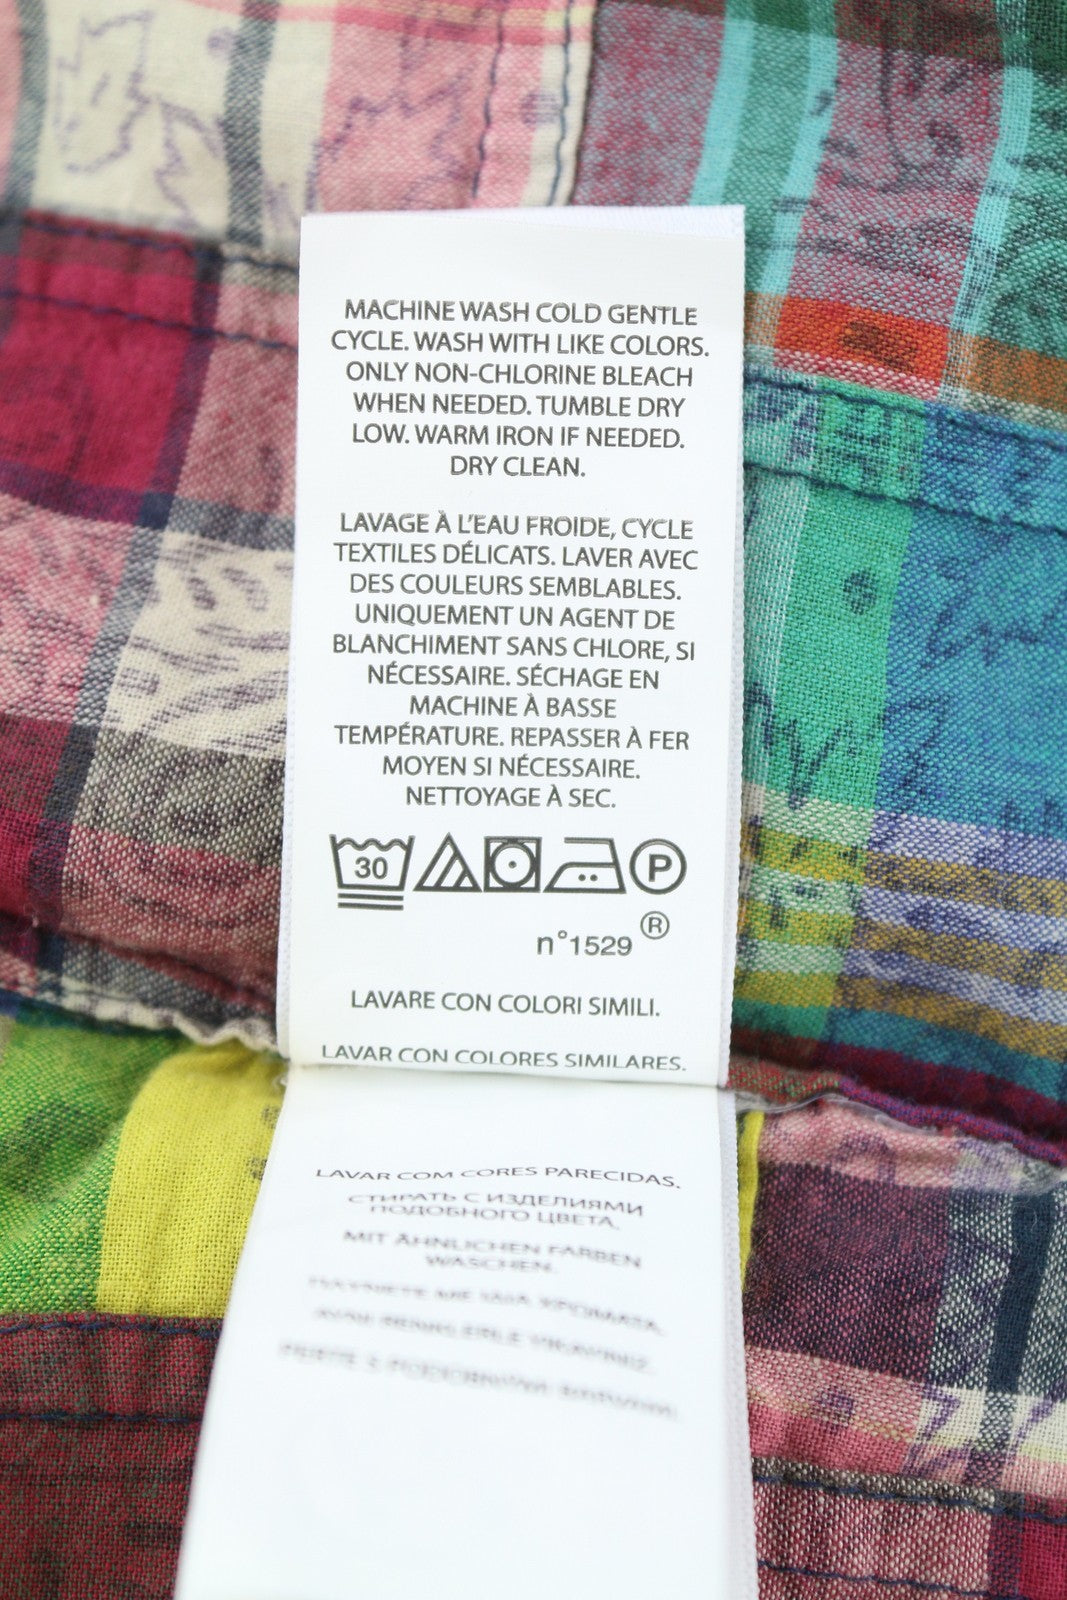 MACHINE WASH COLD GENTLE
CYCLE. WASH WITH LIKE COLORS.
ONLY NON-CHLORINE BLEACH
WHEN NEEDED. TUMBLE DRY
LOW. WARM IRON IF NEEDED.
DRY CLEAN.
LAVAGE À L'EAU FROIDE, CYCLE
TEXTILES DÉLICATS. LAVER AVEC
DES COULEURS SEMBLABLES.
UNIQUEMENT UN AGENT DE
BLANCHIMENT SANS CHLORE, SI
NÉCESSAIRE. SÉCHAGE EN
MACHINE À BASSE
TEMPÉRATURE. REPASSER À FER
MOYEN SI NÉCESSAIRE.
NETTOYAGE À SEC.
30 P
n°1529 ®
LAVARE CON COLORI SIMILI.
LAVAR CON COLORES SIMILARES.
LAVAR COM CORES PARECIDAS.
СТИРАТЬ С ИЗДЕЛИЯМИ
ПОДОБНОГО ЦВЕТА.
MIT ÄHNLICHEN FARBEN
WASCHEN.